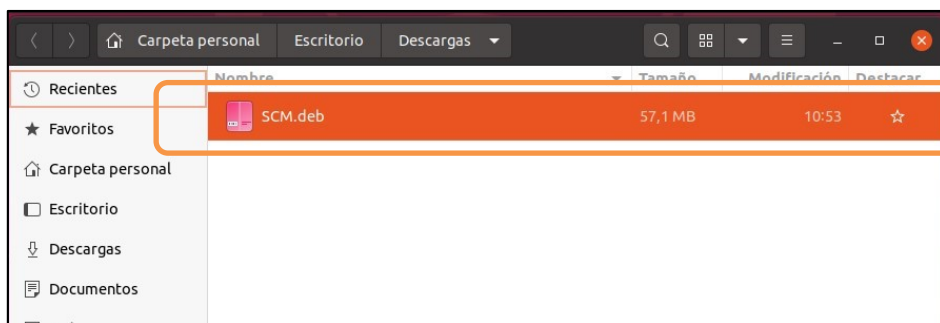 Carpeta personal Escritorio Descargas
Nombre Tamaño Modificación Destacar
Recientes
SCM.deb 57,1 MB 10:53
Favoritos
Carpeta personal
Escritorio
Descargas
Documentos